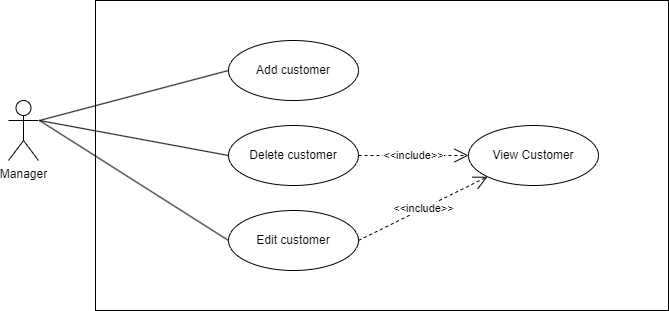 Add customer
Delete customer
<<include>>
View Customer
Manager
<<include>>
Edit customer